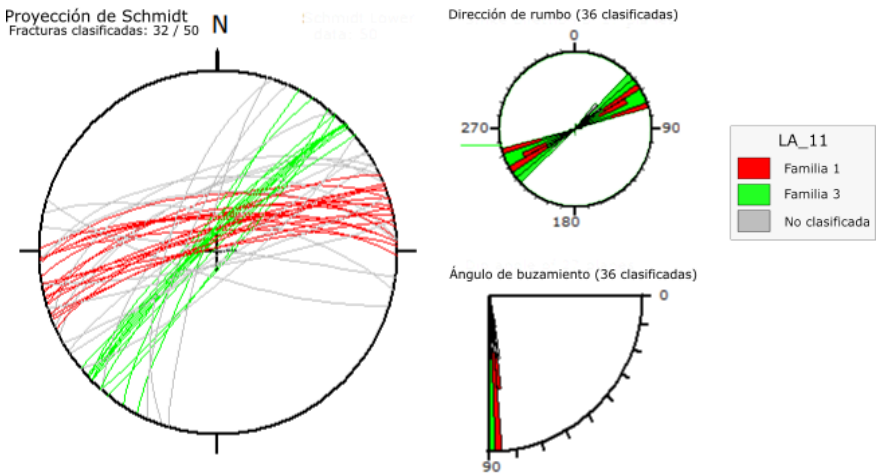 Proyección de Schmidt
Fracturas clasificadas: 32 / 50
N
Dirección de rumbo (36 clasificadas)
0
270
90
180
LA_11
Familia 1
Familia 3
No clasificada
Ángulo de buzamiento (36 clasificadas)
0
90